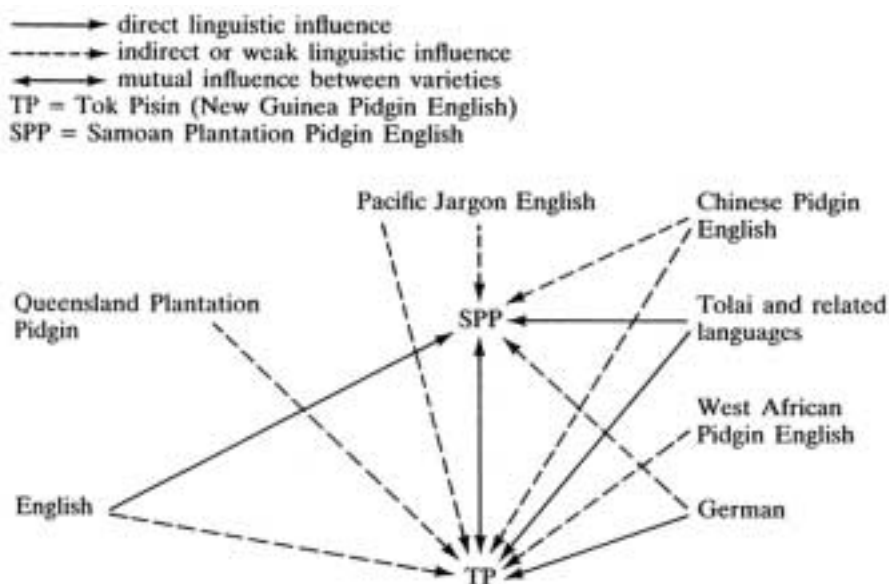 direct linguistic influence
indirect or weak linguistic influence
mutual influence between varieties
TP = Tok Pisin (New Guinea Pidgin English)
SPP = Samoan Plantation Pidgin English
Pacific Jargon English
Chinese Pidgin
English
Queensland Plantation
Pidgin
SPP
Tolai and related
languages
West African
Pidgin English
English
German
TP